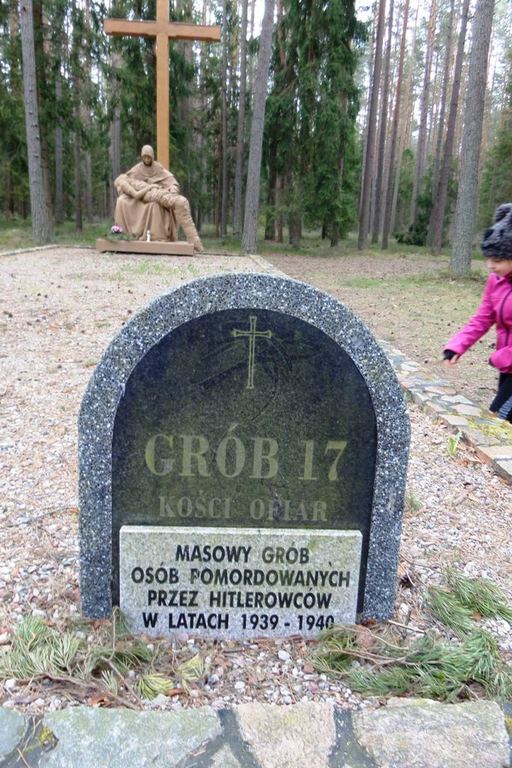 GRÓB 17
KOŚCI OFIAR
MASOWY GRÓB
OSÓB POMORDOWANYCH
PRZEZ HITLEROWCÓW
W LATACH 1939 - 1940